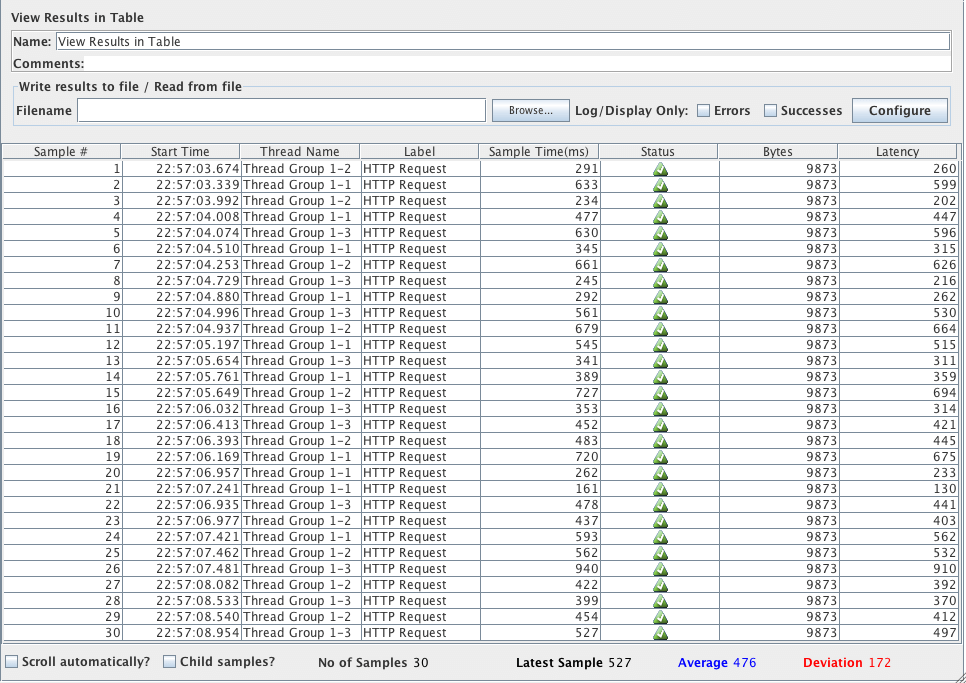 View Results in Table
Name: View Results in Table
Comments:
Write results to file / Read from file
Filename Browse... Log/Display Only: Errors Successes Configure
Sample # Start Time Thread Name Label Sample Time(ms) Status Bytes Latency
1 22:57:03.674 Thread Group 1-2 HTTP Request 291 9873 260
2 22:57:03.339 Thread Group 1-1 HTTP Request 633 9873 599
3 22:57:03.992 Thread Group 1-2 HTTP Request 234 9873 202
4 22:57:04.008 Thread Group 1-1 HTTP Request 477 9873 447
5 22:57:04.074 Thread Group 1-3 HTTP Request 630 9873 596
6 22:57:04.510 Thread Group 1-1 HTTP Request 345 9873 315
7 22:57:04.253 Thread Group 1-2 HTTP Request 661 9873 626
8 22:57:04.729 Thread Group 1-3 HTTP Request 245 9873 216
9 22:57:04.880 Thread Group 1-1 HTTP Request 292 9873 262
10 22:57:04.996 Thread Group 1-3 HTTP Request 561 9873 530
11 22:57:04.937 Thread Group 1-2 HTTP Request 679 9873 664
12 22:57:05.197 Thread Group 1-1 HTTP Request 545 9873 515
13 22:57:05.654 Thread Group 1-3 HTTP Request 341 9873 311
14 22:57:05.761 Thread Group 1-1 HTTP Request 389 9873 359
15 22:57:05.649 Thread Group 1-2 HTTP Request 727 9873 694
16 22:57:06.032 Thread Group 1-3 HTTP Request 353 9873 314
17 22:57:06.413 Thread Group 1-3 HTTP Request 452 9873 421
18 22:57:06.393 Thread Group 1-2 HTTP Request 483 9873 445
19 22:57:06.169 Thread Group 1-1 HTTP Request 720 9873 675
20 22:57:06.957 Thread Group 1-1 HTTP Request 262 9873 233
21 22:57:07.241 Thread Group 1-1 HTTP Request 161 9873 130
22 22:57:06.935 Thread Group 1-3 HTTP Request 478 9873 441
23 22:57:06.977 Thread Group 1-2 HTTP Request 437 9873 403
24 22:57:07.421 Thread Group 1-1 HTTP Request 593 9873 562
25 22:57:07.462 Thread Group 1-2 HTTP Request 562 9873 532
26 22:57:07.481 Thread Group 1-3 HTTP Request 940 9873 910
27 22:57:08.082 Thread Group 1-2 HTTP Request 422 9873 392
28 22:57:08.533 Thread Group 1-3 HTTP Request 399 9873 370
29 22:57:08.540 Thread Group 1-2 HTTP Request 454 9873 412
30 22:57:08.954 Thread Group 1-3 HTTP Request 527 9873 497
Scroll automatically? Child samples? No of Samples 30 Latest Sample 527 Average 476 Deviation 172